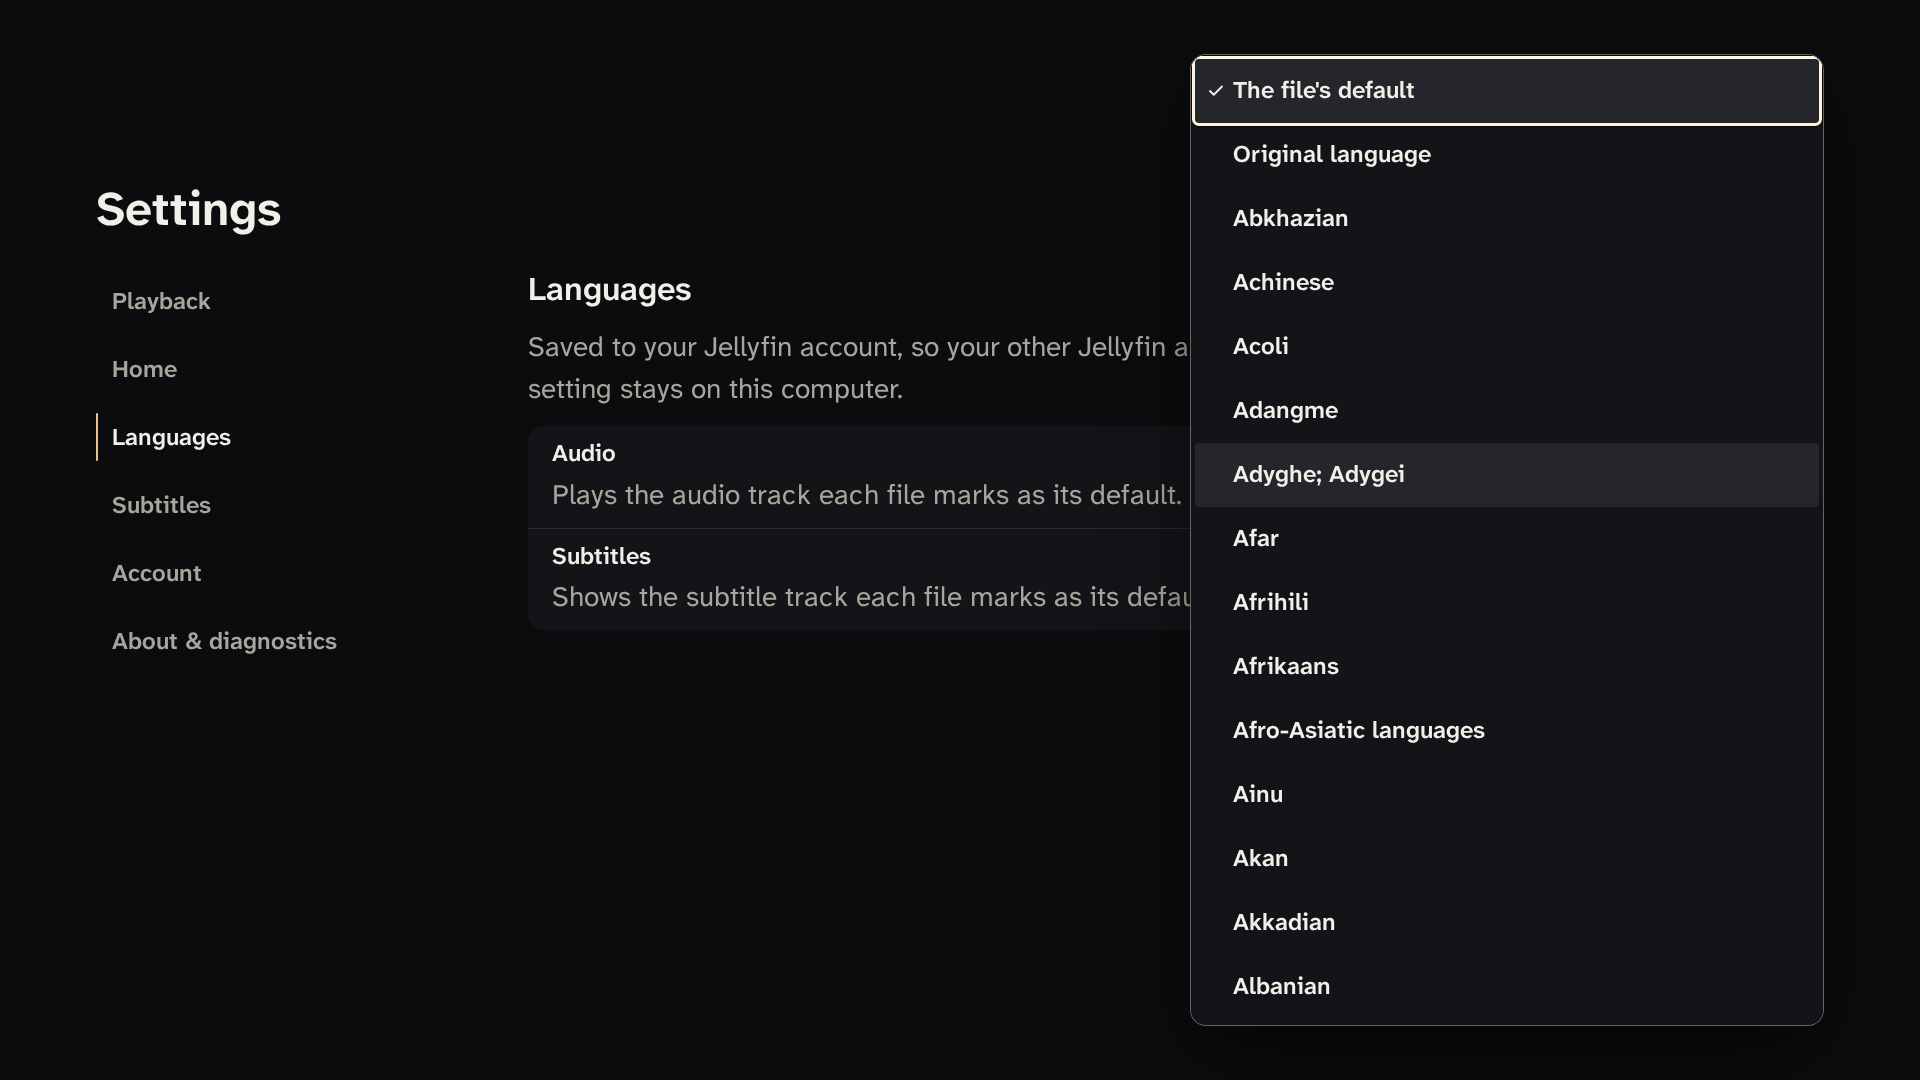 Settings
Playback
Home
Languages
Subtitles
Account
About & diagnostics
Languages
Saved to your Jellyfin account, so your other Jellyfin a
setting stays on this computer.
Audio
Plays the audio track each file marks as its default.
Subtitles
Shows the subtitle track each file marks as its defau
The file's default
Original language
Abkhazian
Achinese
Acoli
Adangme
Adyghe; Adygei
Afar
Afrihili
Afrikaans
Afro-Asiatic languages
Ainu
Akan
Akkadian
Albanian